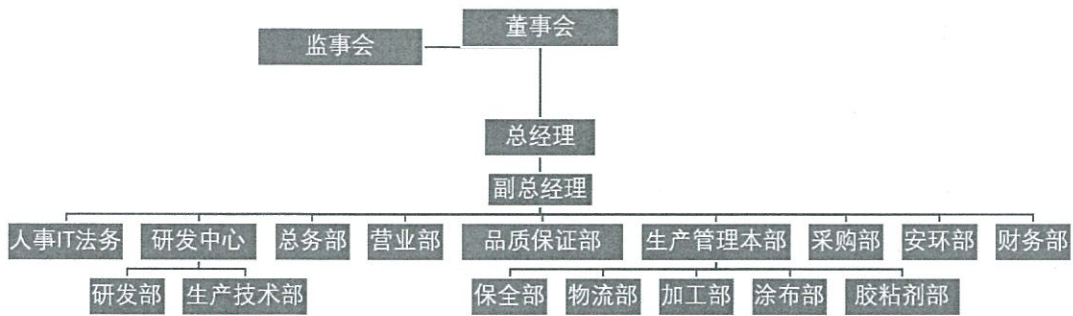 董事会
监事会
总经理
副总经理
人事IT法务 研发中心 总务部 营业部 品质保证部 生产管理本部 采购部 安环部 财务部
研发部 生产技术部 保全部 物流部 加工部 涂布部 胶粘剂部